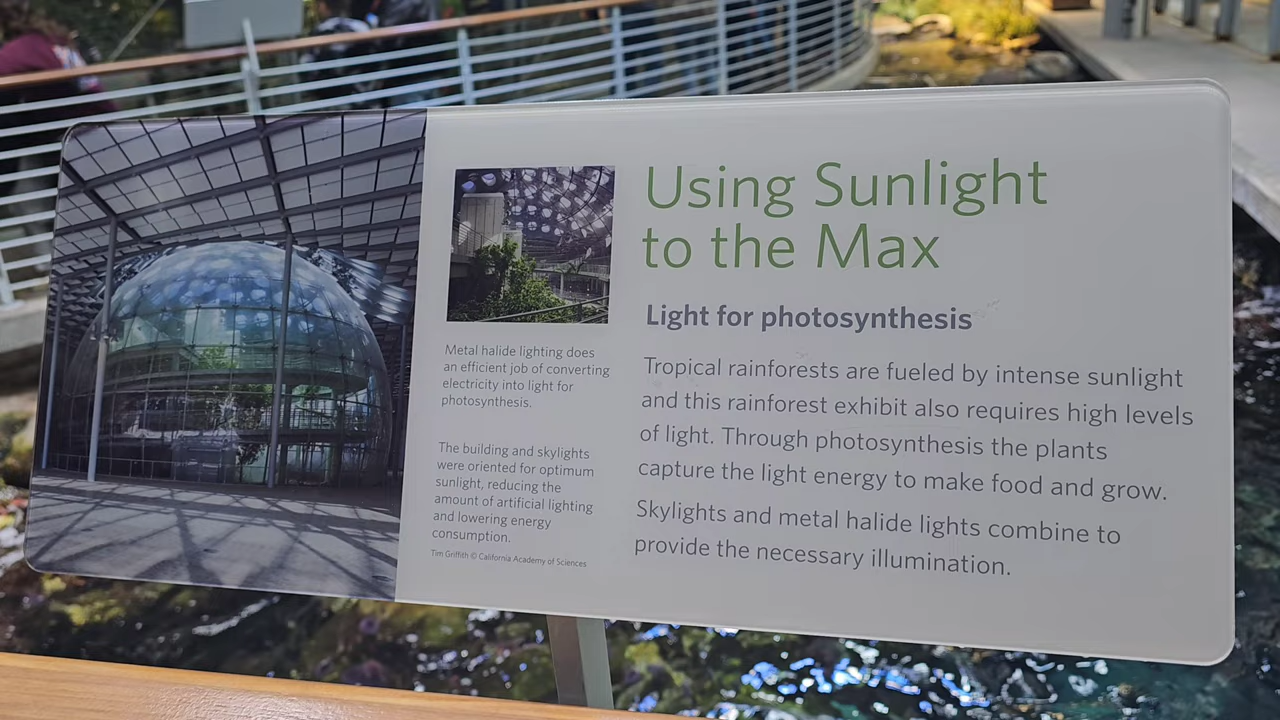 Using Sunlight
to the Max
Light for photosynthesis
Tropical rainforests are fueled by intense sunlight
and this rainforest exhibit also requires high levels
of light. Through photosynthesis the plants
capture the light energy to make food and grow.
Skylights and metal halide lights combine to
provide the necessary illumination.
Metal halide lighting does
an efficient job of converting
electricity into light for
photosynthesis.
The building and skylights
were oriented for optimum
sunlight, reducing the
amount of artificial lighting
and lowering energy
consumption.
Tim Griffith © California Academy of Sciences